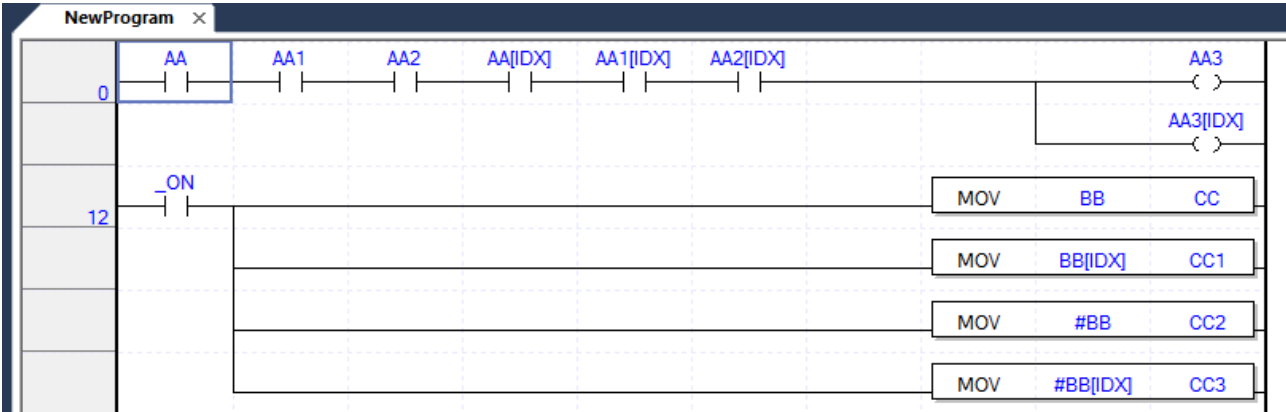 NewProgram ×
AA AA1 AA2 AA[IDX] AA1[IDX] AA2[IDX] AA3
0
AA3[IDX]
_ON
12 MOV BB CC
MOV BB[IDX] CC1
MOV #BB CC2
MOV #BB[IDX] CC3